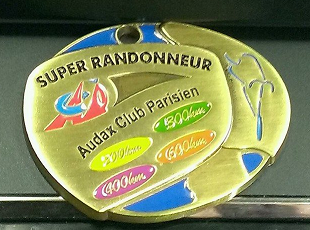 SUPER RANDONNEUR
Audax Club Parisien
300km
200km
600km
400km